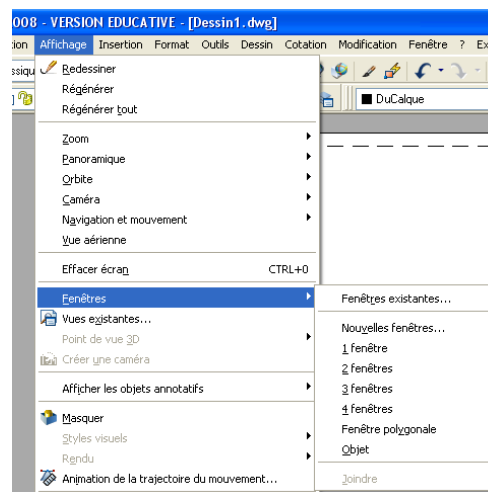 008 - VERSION EDUCATIVE - [Dessin1.dwg]
Affichage Insertion Format Outils Dessin Cotation Modification Fenêtre ?
Redessiner
Régénérer
Régénérer tout
DuCalque
Zoom
Panoramique
Orbite
Caméra
Navigation et mouvement
Vue aérienne
Effacer écran CTRL+0
Fenêtres
Fenêtres existantes...
Vues existantes...
Nouvelles fenêtres...
Point de vue 3D
1 fenêtre
Créer une caméra
2 fenêtres
Afficher les objets annotatifs
3 fenêtres
4 fenêtres
Masquer
Fenêtre polygonale
Styles visuels
Objet
Rendu
Animation de la trajectoire du mouvement...
Joindre